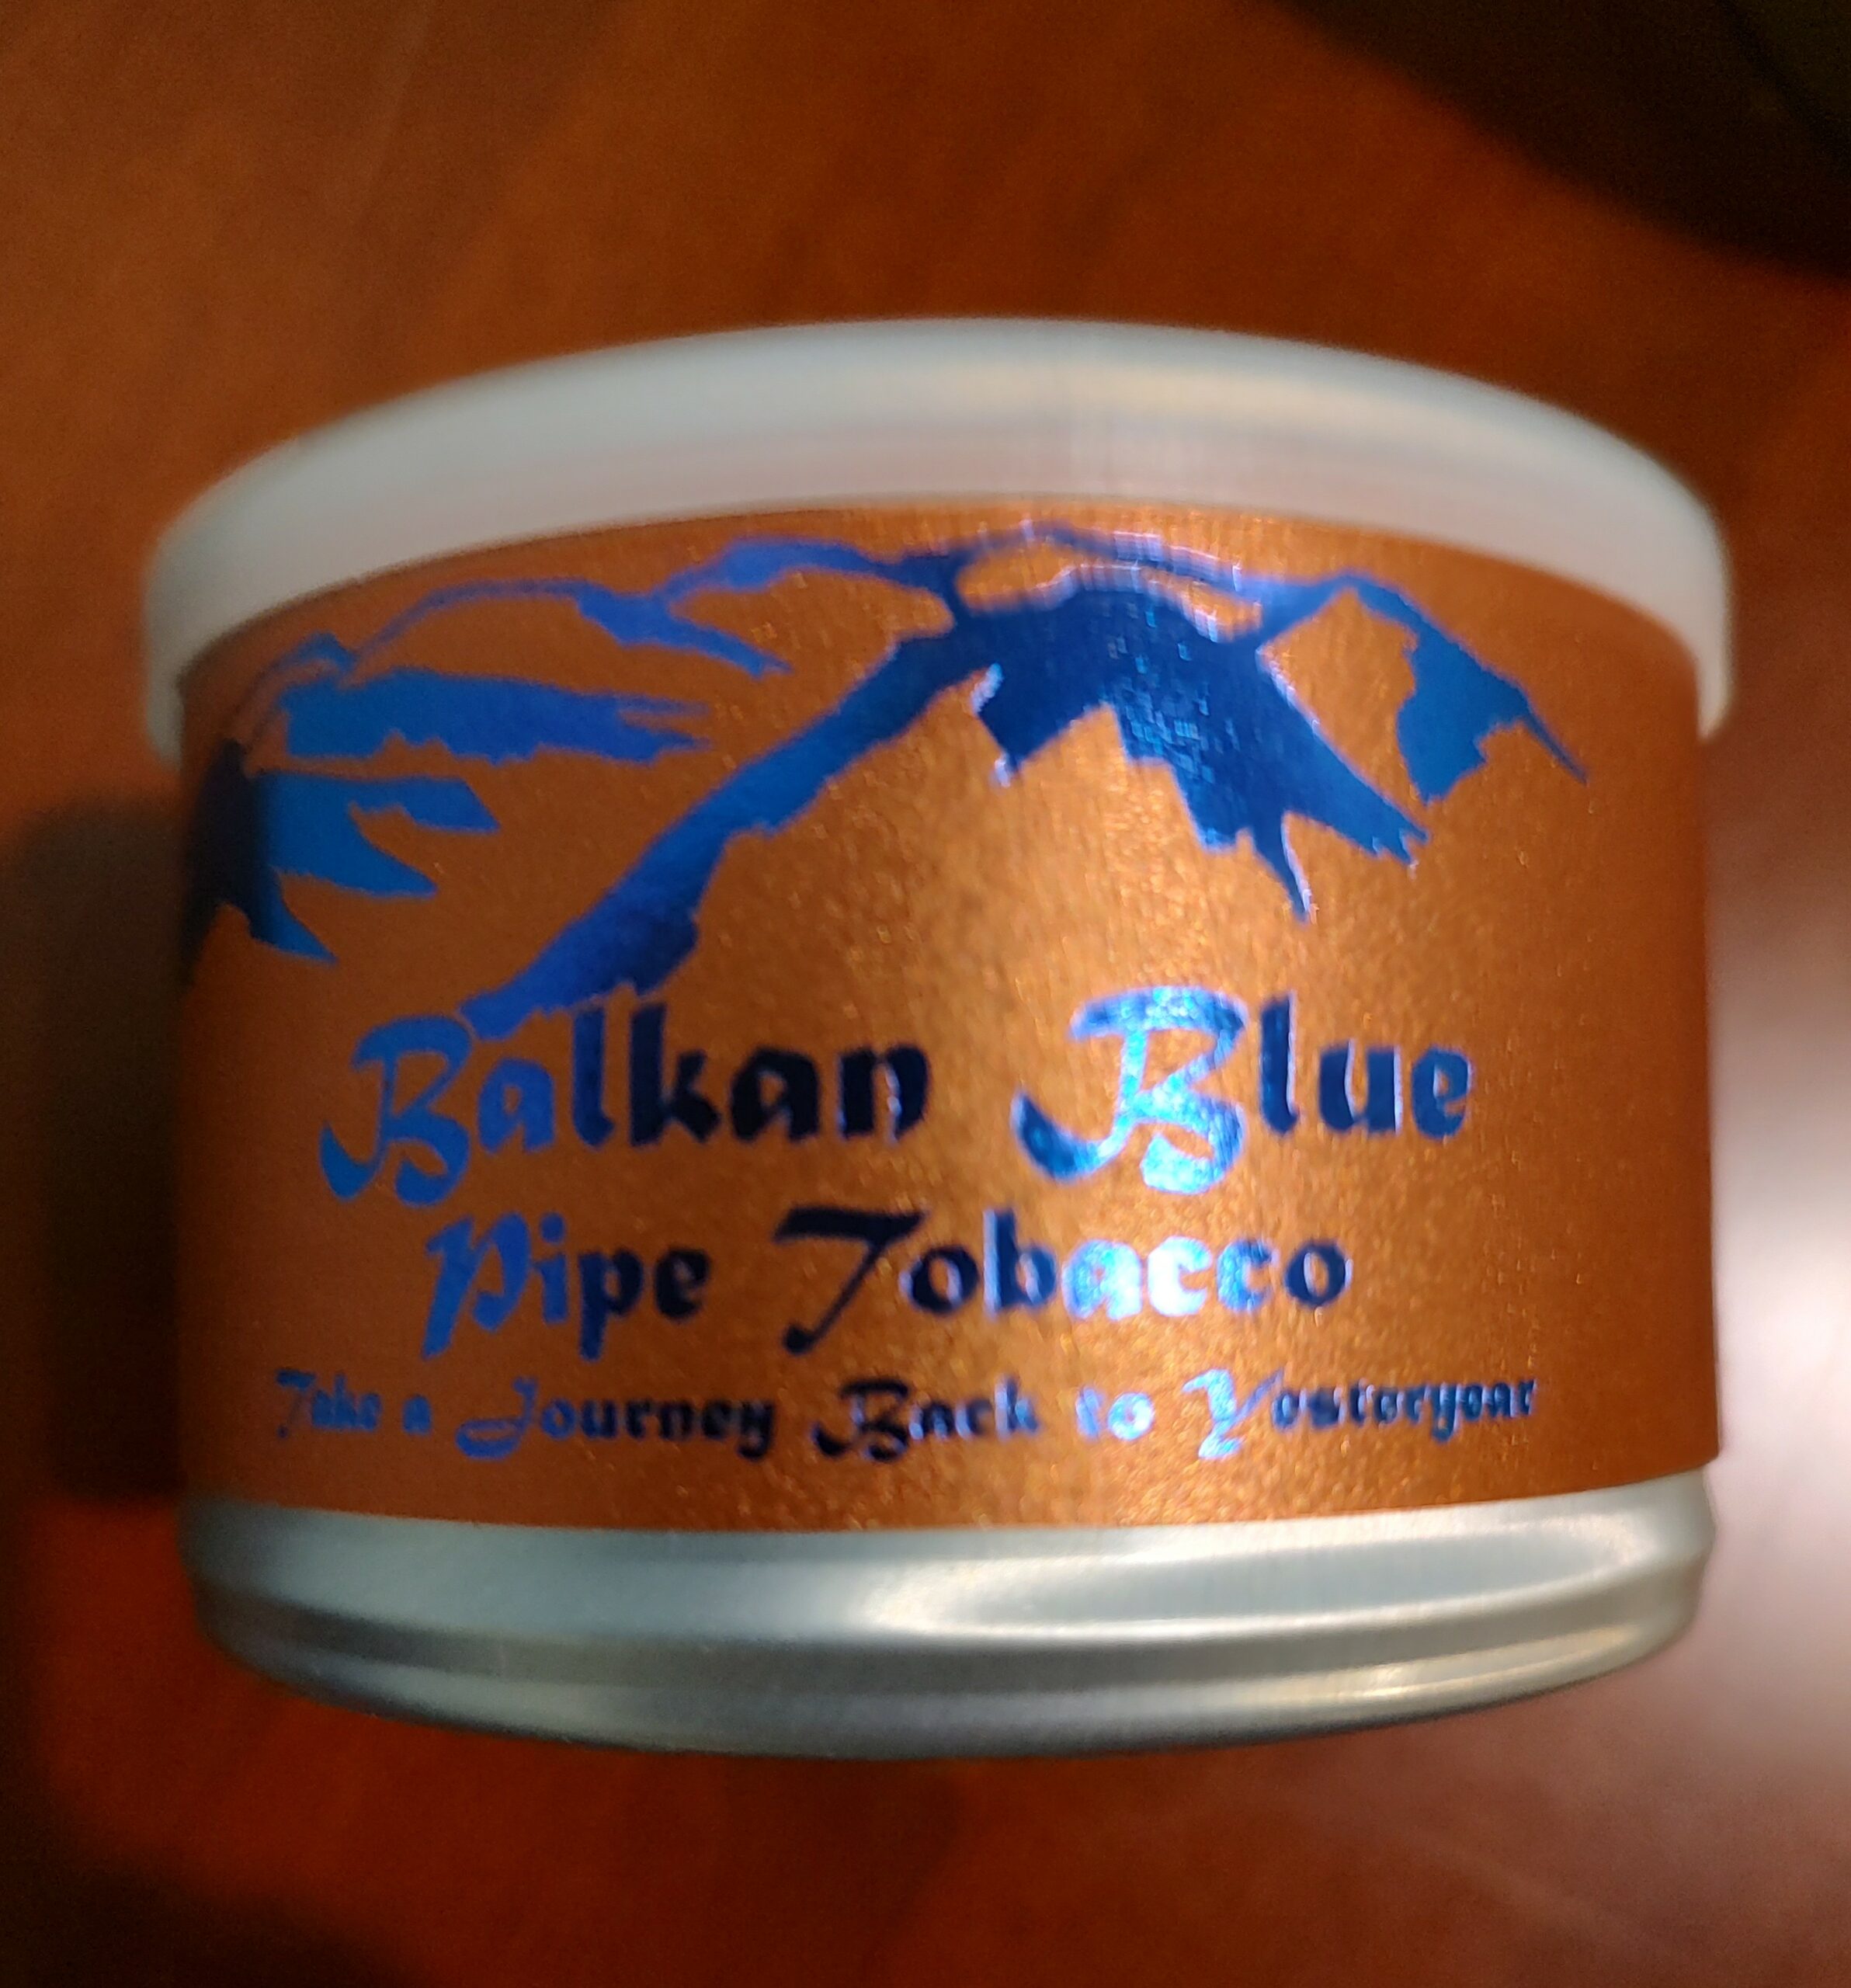 Balkan Blue
Pipe Tobacco
Take a Journey Back to Yesteryear